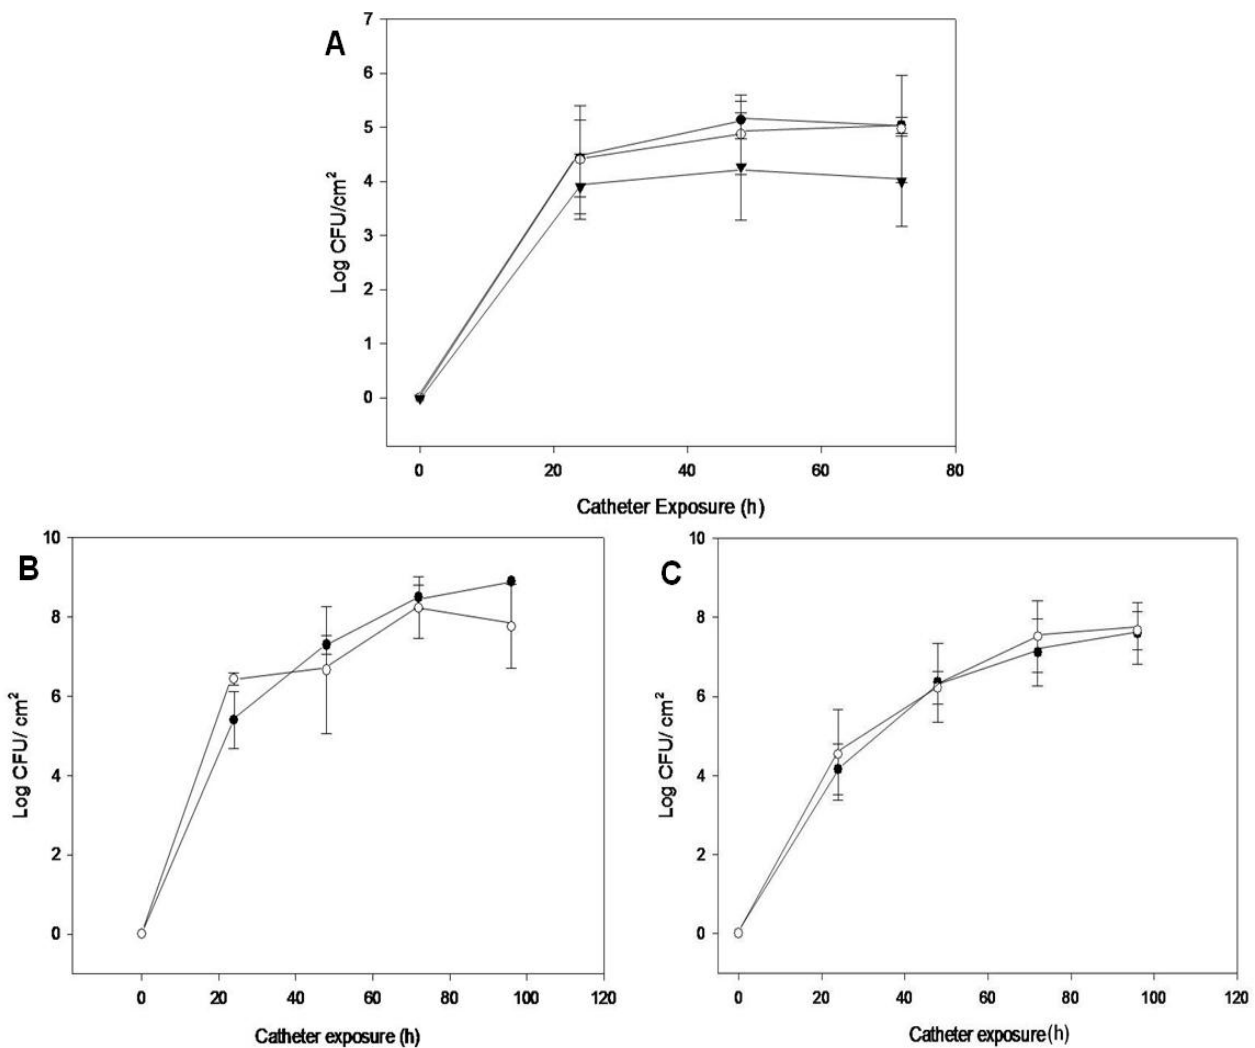 A
7
6
5
4
3
2
1
0
Log CFU/cm²
0 20 40 60 80
Catheter Exposure (h)
B
10
8
6
4
2
0
Log CFU/ cm²
0 20 40 60 80 100 120
Catheter exposure (h)
C
10
8
6
4
2
0
Log CFU/ cm²
0 20 40 60 80 100 120
Catheter exposure(h)